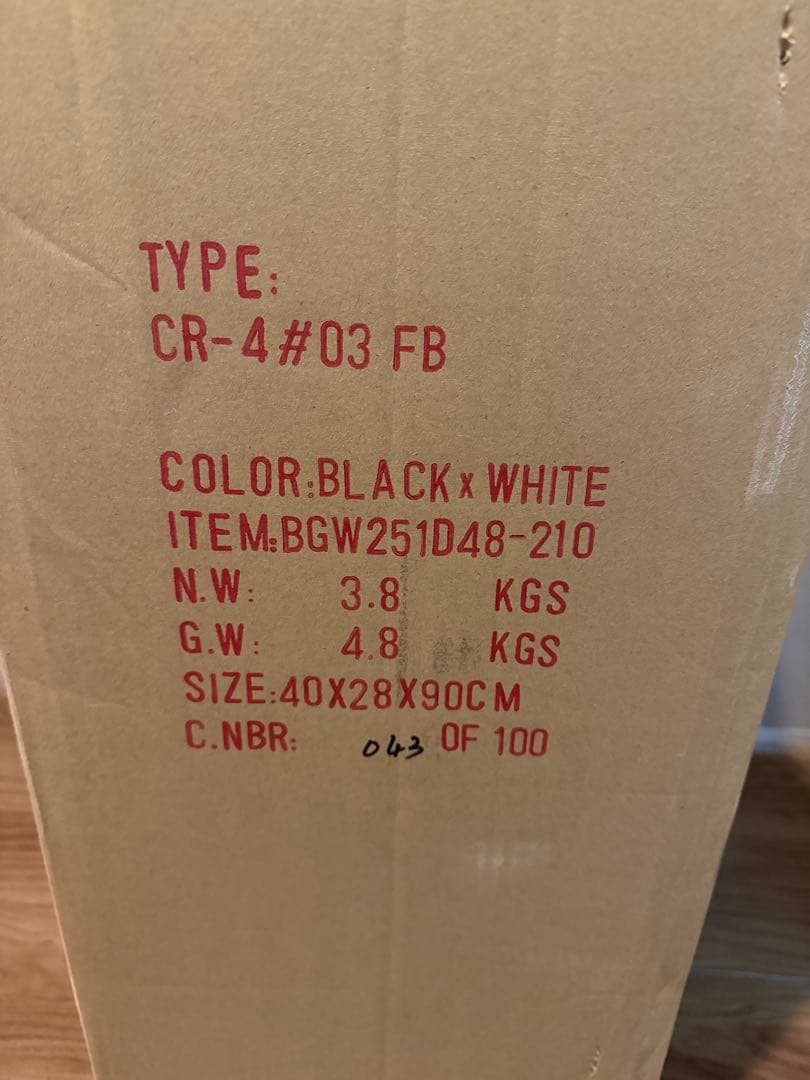 TYPE:
CR-4#03 FB
COLOR:BLACK x WHITE
ITEM:BGW251D48-210
N.W: 3.8 KGS
G.W: 4.8 KGS
SIZE:40X28X90CM
C.NBR: 043 OF 100